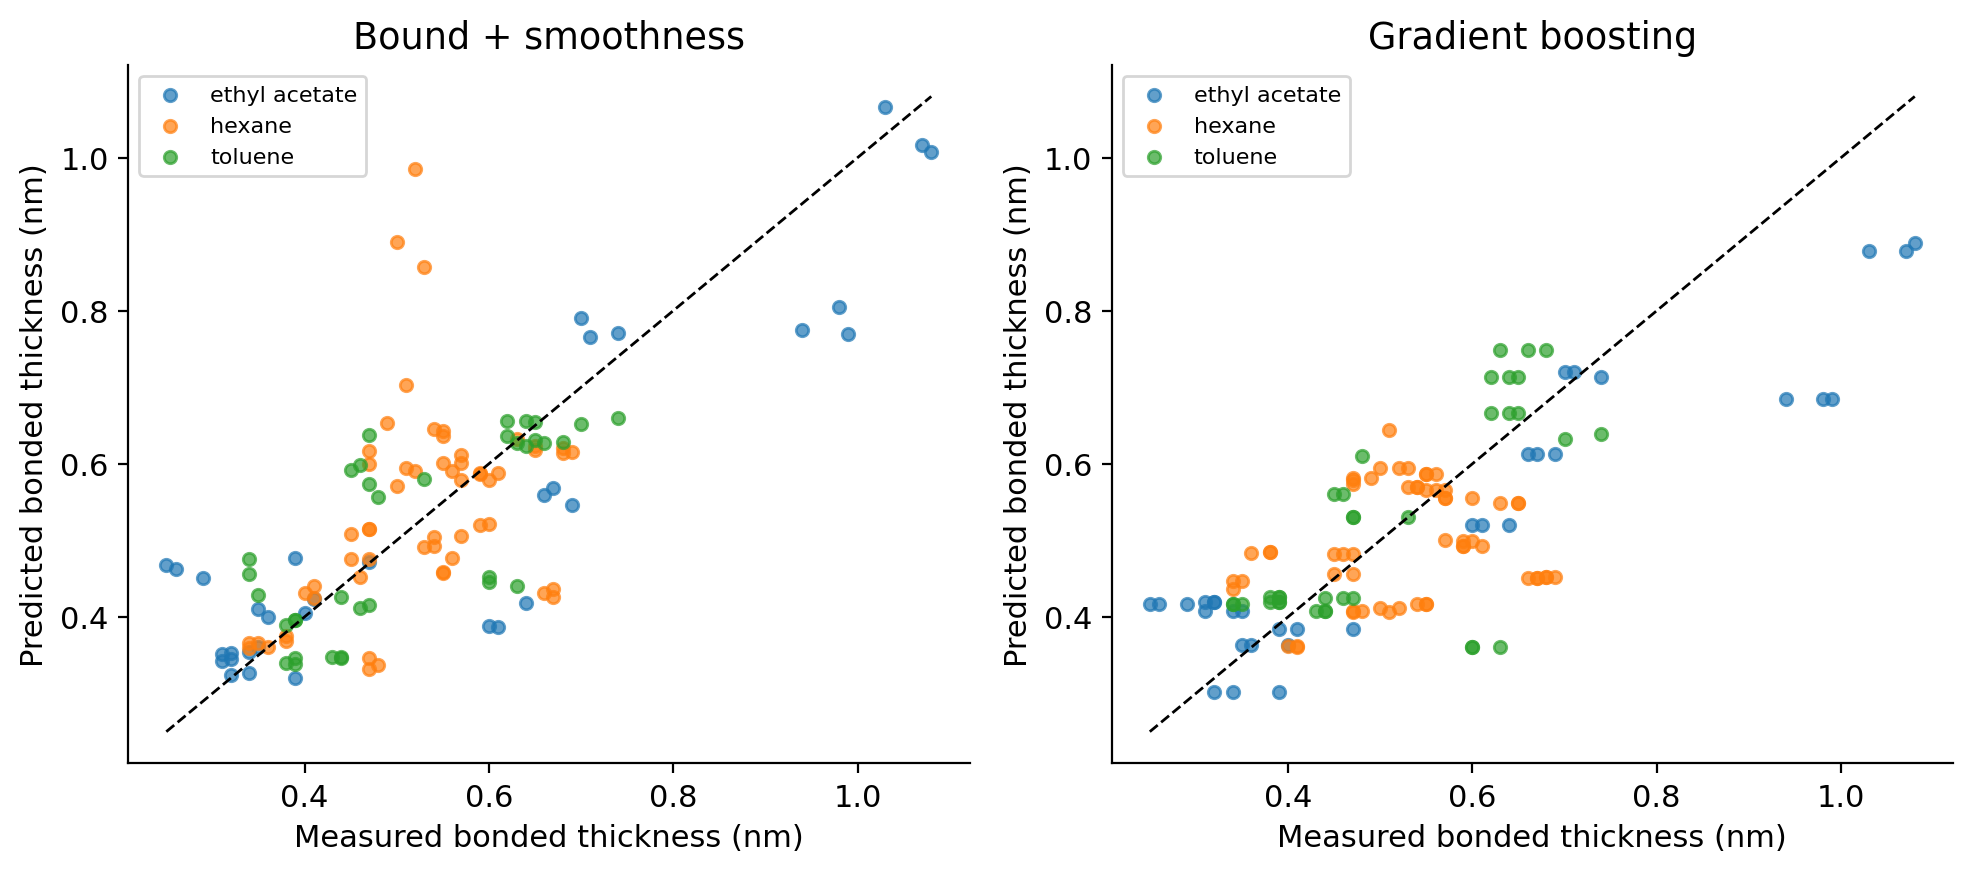 Bound + smoothness
ethyl acetate
hexane
toluene
1.0
0.8
0.6
0.4
Predicted bonded thickness (nm)
0.4 0.6 0.8 1.0
Measured bonded thickness (nm)
Gradient boosting
ethyl acetate
hexane
toluene
1.0
0.8
0.6
0.4
Predicted bonded thickness (nm)
0.4 0.6 0.8 1.0
Measured bonded thickness (nm)